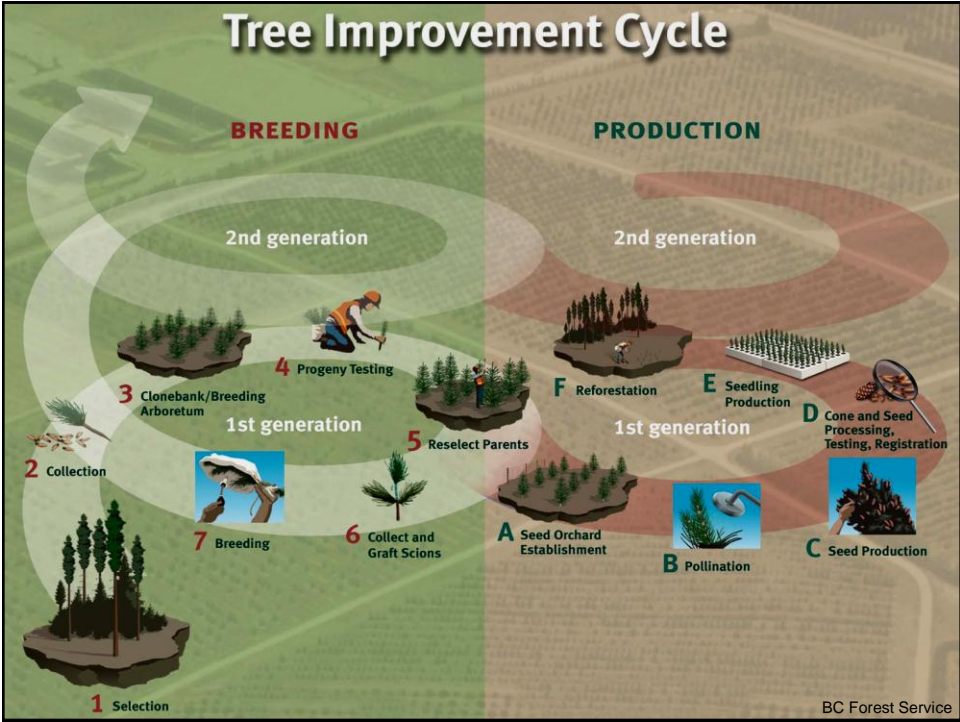 Tree Improvement Cycle
BREEDING
PRODUCTION
2nd generation
2nd generation
3 Clonebank/Breeding
Arboretum
4 Progeny Testing
F Reforestation
E Seedling
Production
D Cone and Seed
Processing,
Testing, Registration
1st generation
1st generation
5 Reselect Parents
2 Collection
7 Breeding
6 Collect and
Graft Scions
A Seed Orchard
Establishment
B Pollination
C Seed Production
1 Selection
BC Forest Service